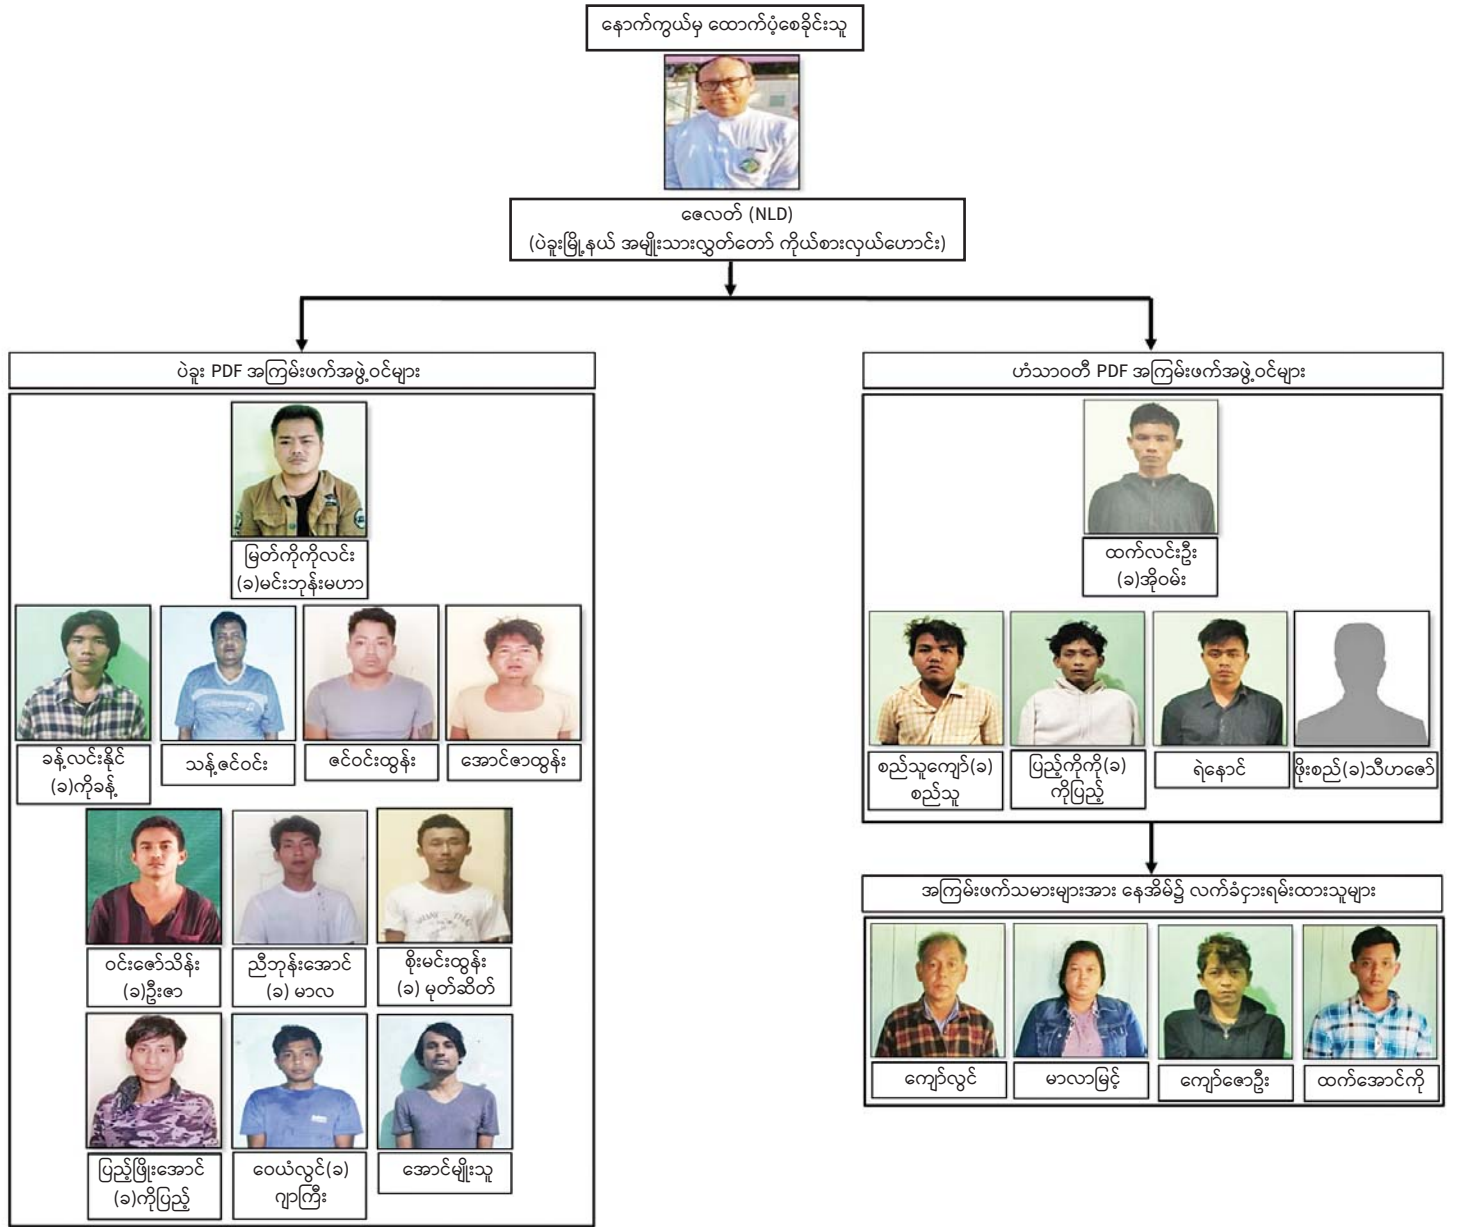 နောက်ကွယ်မှ ထောက်ပံ့စေခိုင်းသူ
ဇေလတ် (NLD)
(ပဲခူးမြို့နယ် အမျိုးသားလွှတ်တော် ကိုယ်စားလှယ်ဟောင်း)
ပဲခူး PDF အကြမ်းဖက်အဖွဲ့ဝင်များ
မြတ်ကိုကိုလင်း
(ခ)မင်းဘုန်းမဟာ
ခန့်လင်းနိုင်
(ခ)ကိုခန့်
သန့်ဇင်ဝင်း
ဇင်ဝင်းထွန်း
အောင်ဇာထွန်း
ဝင်းဇော်သိန်း
(ခ)ဦးဇာ
ညီဘုန်းအောင်
(ခ) မာလ
စိုးမင်းထွန်း
(ခ) မုတ်ဆိတ်
ပြည့်ဖြိုးအောင်
(ခ)ကိုပြည့်
ဝေယံလွင်(ခ)
ဂျာကြီး
အောင်မျိုးသူ
ဟံသာဝတီ PDF အကြမ်းဖက်အဖွဲ့ဝင်များ
ထက်လင်းဦး
(ခ)အိုဝမ်း
စည်သူကျော်(ခ)
စည်သူ
ပြည့်ကိုကို(ခ)
ကိုပြည့်
ရဲနောင်
ဖိုးစည်(ခ)သီဟဇော်
အကြမ်းဖက်သမားများအား နေအိမ်၌ လက်ခံငှားရမ်းထားသူများ
ကျော်လွင်
မာလာမြင့်
ကျော်ဇောဦး
ထက်အောင်ကို